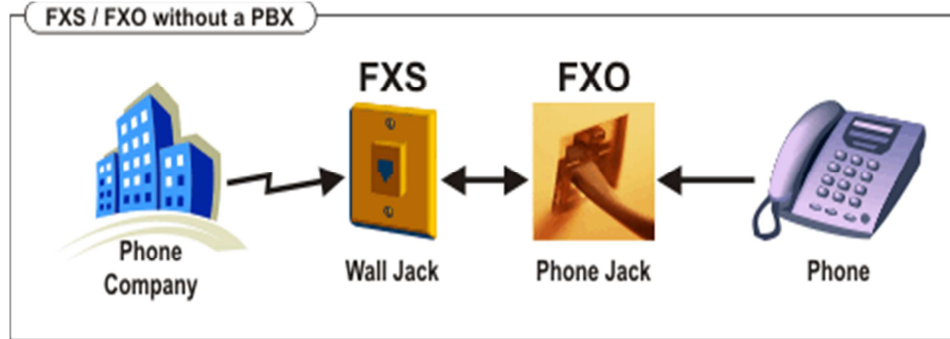 FXS / FXO without a PBX
FXS
FXO
Phone
Company
Wall Jack
Phone Jack
Phone